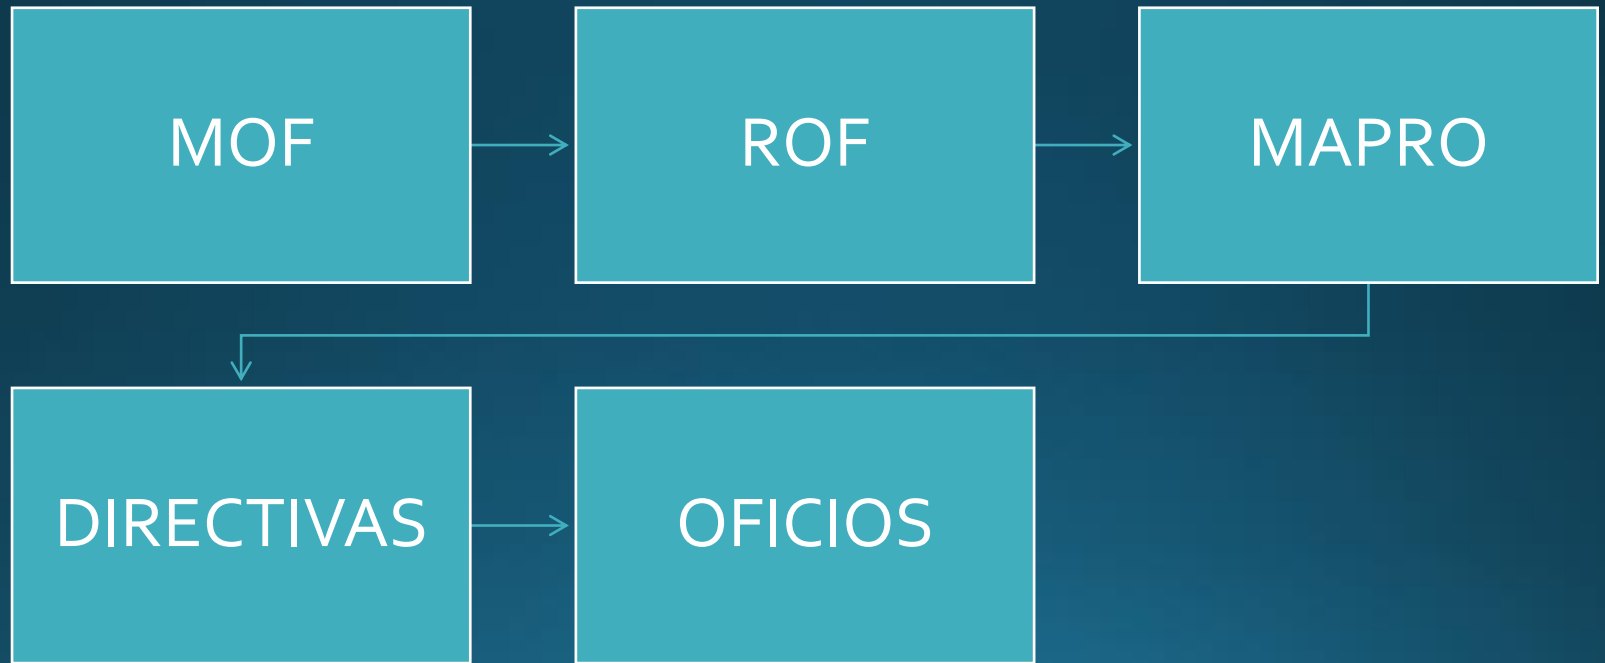 MOF
ROF
MAPRO
DIRECTIVAS
OFICIOS